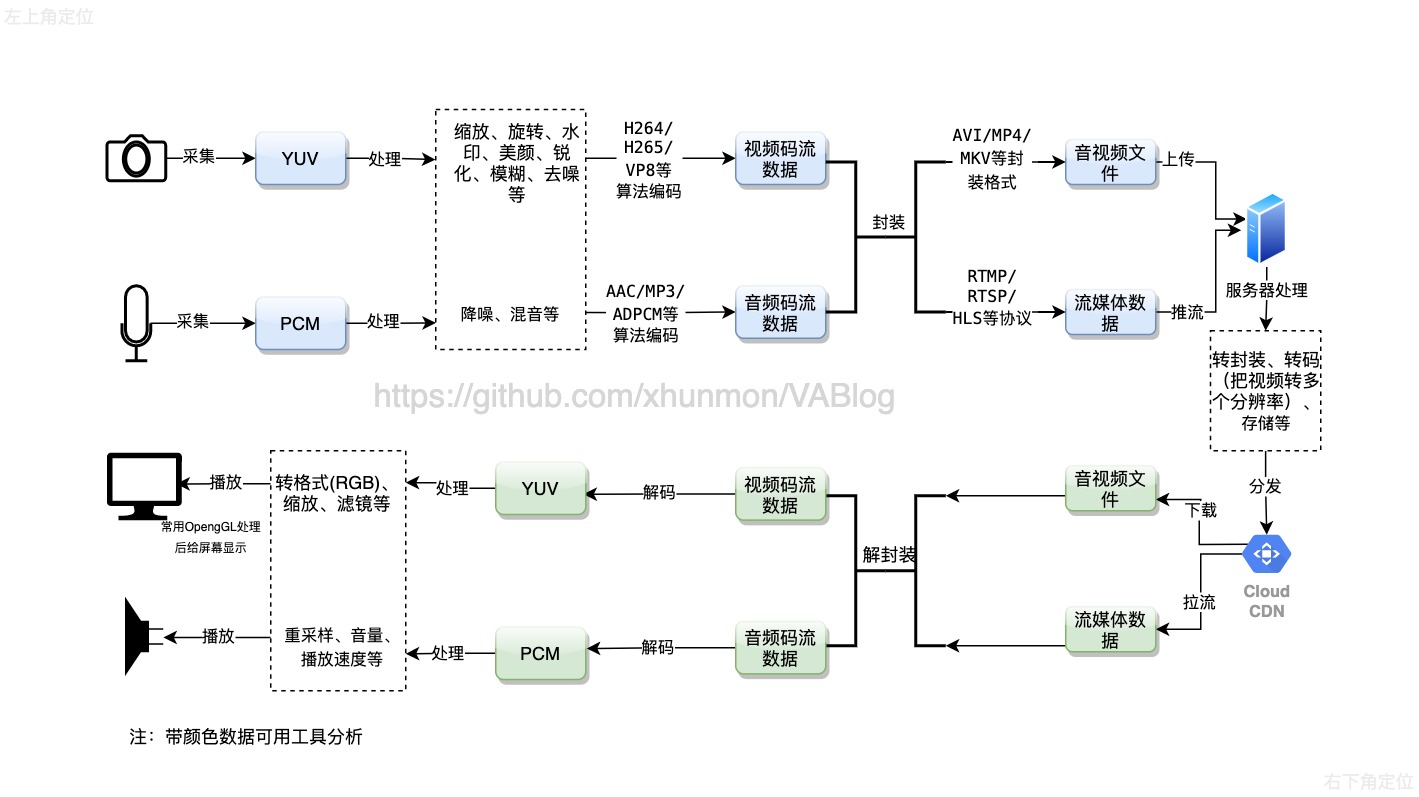 左上角定位
采集
YUV
处理
缩放、旋转、水
印、美颜、锐
化、模糊、去噪
等
H264/
H265/
VP8等
算法编码
视频码流
数据
封装
AVI/MP4/
MKV等封
装格式
音视频文
件
上传
采集
PCM
处理
降噪、混音等
AAC/MP3/
ADPCM等
算法编码
音频码流
数据
RTMP/
RTSP/
HLS等协议
流媒体数
据
推流
服务器处理
转封装、转码
（把视频转多
个分辨率）、
存储等
https://github.com/xhunmon/VABlog
分发
Cloud
CDN
下载
音视频文
件
拉流
流媒体数
据
解封装
视频码流
数据
解码
YUV
处理
转格式(RGB)、
缩放、滤镜等
播放
常用OpengGL处理
后给屏幕显示
音频码流
数据
解码
PCM
处理
重采样、音量、
播放速度等
播放
注：带颜色数据可用工具分析
右下角定位